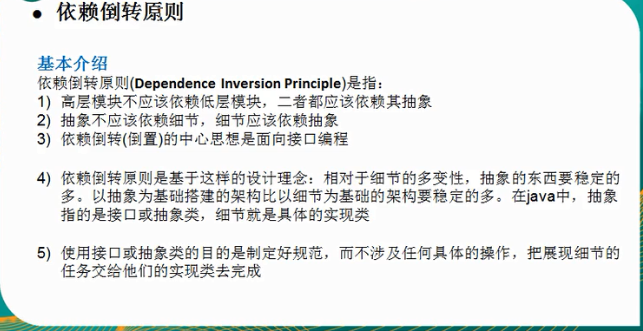 ● 依赖倒转原则
基本介绍
依赖倒转原则(Dependence Inversion Principle)是指：
1) 高层模块不应该依赖低层模块，二者都应该依赖其抽象
2) 抽象不应该依赖细节，细节应该依赖抽象
3) 依赖倒转(倒置)的中心思想是面向接口编程
4) 依赖倒转原则是基于这样的设计理念：相对于细节的多变性，抽象的东西要稳定的
多。以抽象为基础搭建的架构比以细节为基础的架构要稳定的多。在java中，抽象
指的是接口或抽象类，细节就是具体的实现类
5) 使用接口或抽象类的目的是制定好规范，而不涉及任何具体的操作，把展现细节的
任务交给他们的实现类去完成